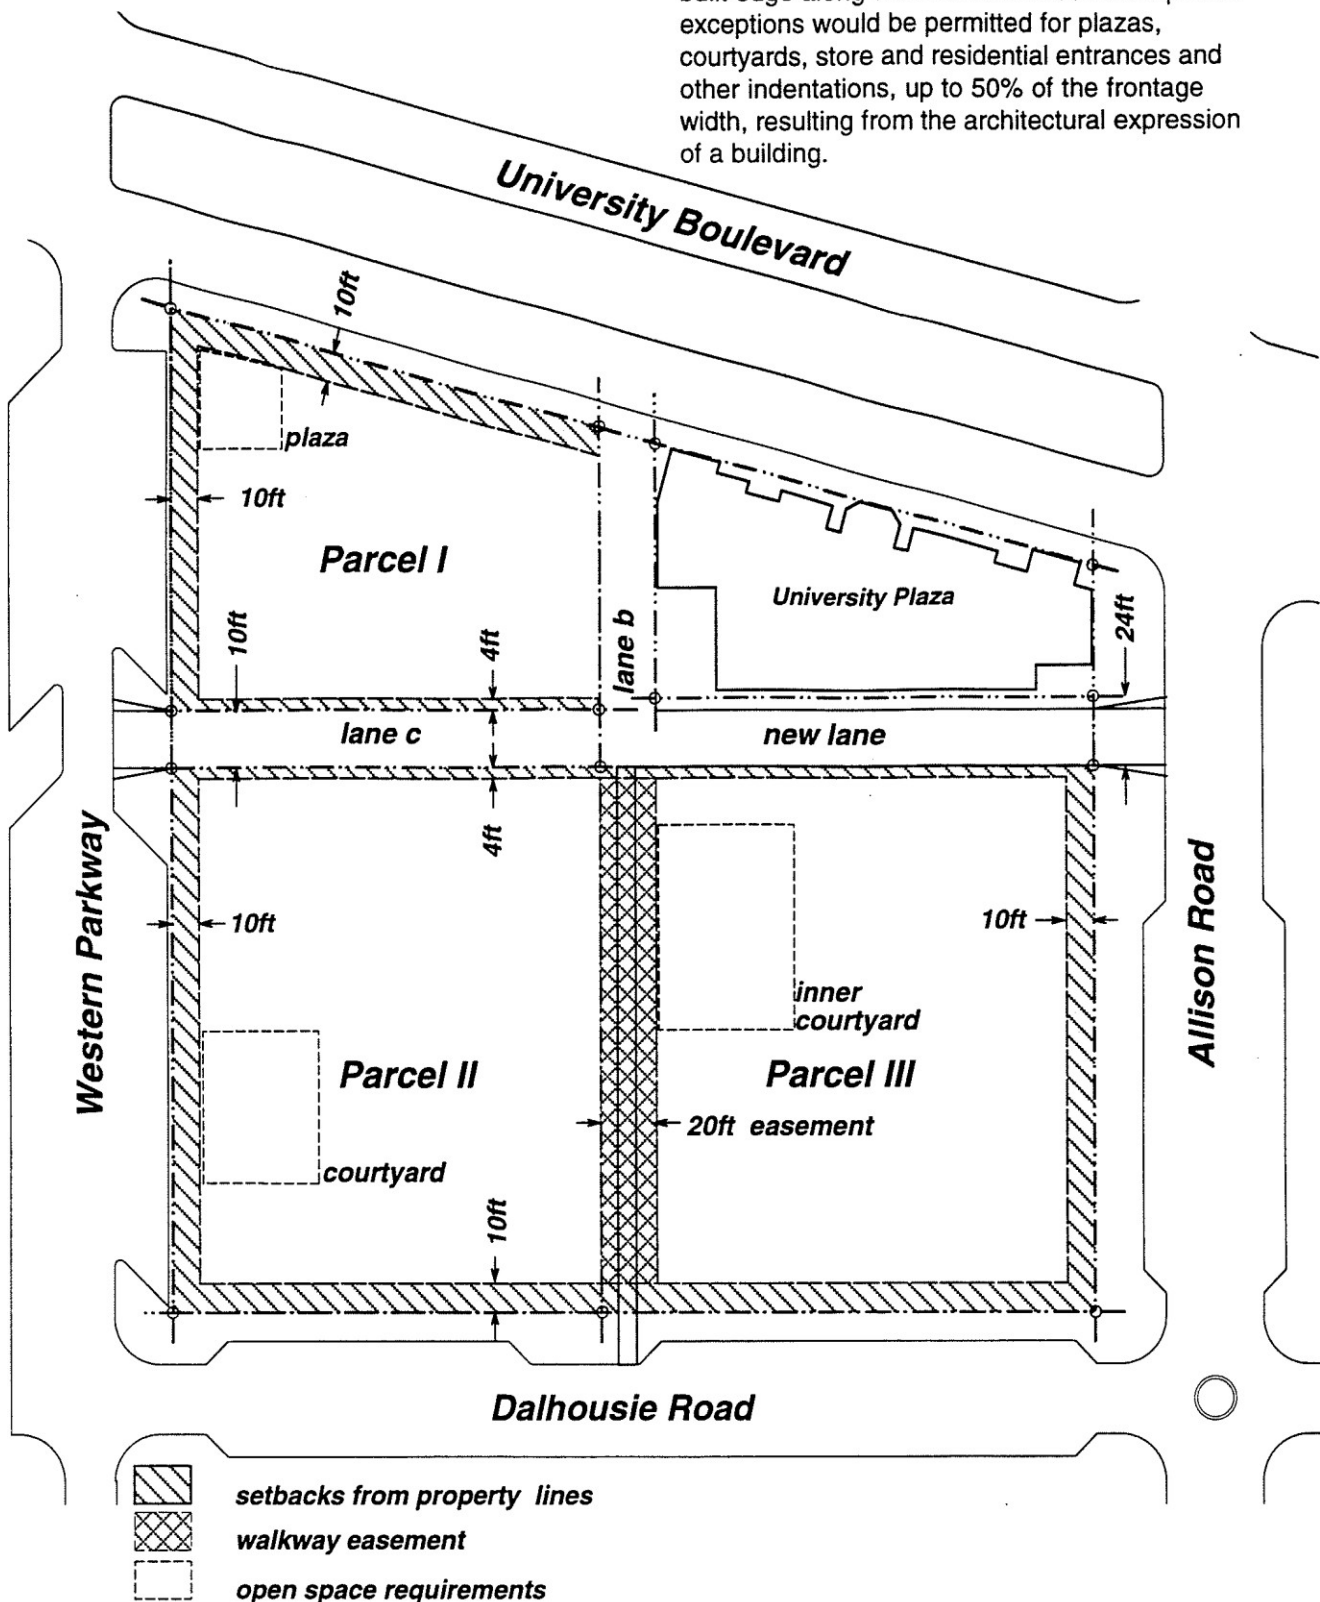 exceptions would be permitted for plazas,
courtyards, store and residential entrances and
other indentations, up to 50% of the frontage
width, resulting from the architectural expression
of a building.
University Boulevard
10ft
plaza
10ft
Parcel I
University Plaza
10ft
4ft
lane b
24ft
lane c
new lane
4ft
Western Parkway
10ft
10ft
Allison Road
inner
courtyard
Parcel II
Parcel III
20ft easement
courtyard
10ft
Dalhousie Road
setbacks from property lines
walkway easement
open space requirements